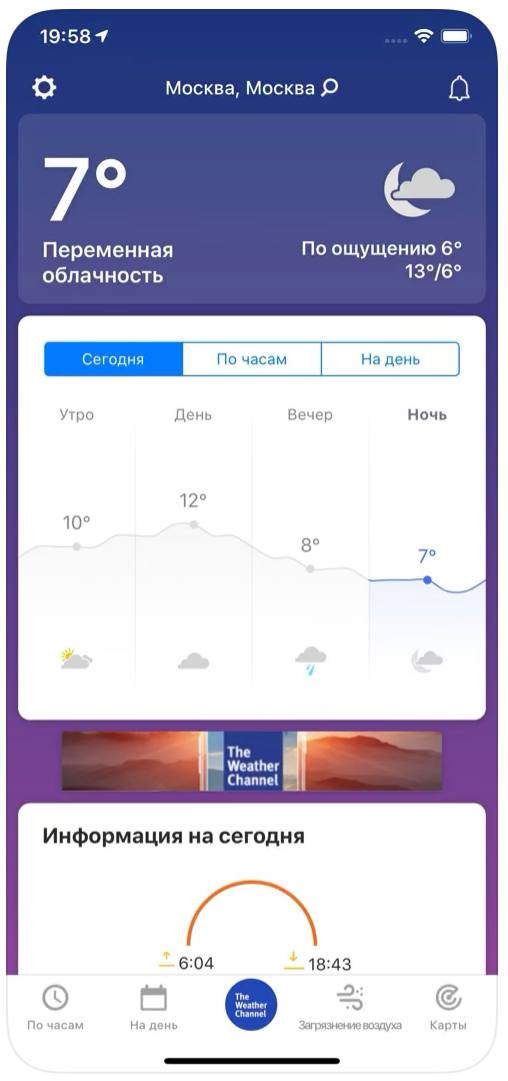 19:58
Москва, Москва
7°
Переменная
облачность
По ощущению 6°
13°/6°
Сегодня
По часам
На день
Утро
День
Вечер
Ночь
10°
12°
8°
7°
The
Weather
Channel
Информация на сегодня
6:04
18:43
По часам
На день
The
Weather
Channel
Загрязнение воздуха
Карты